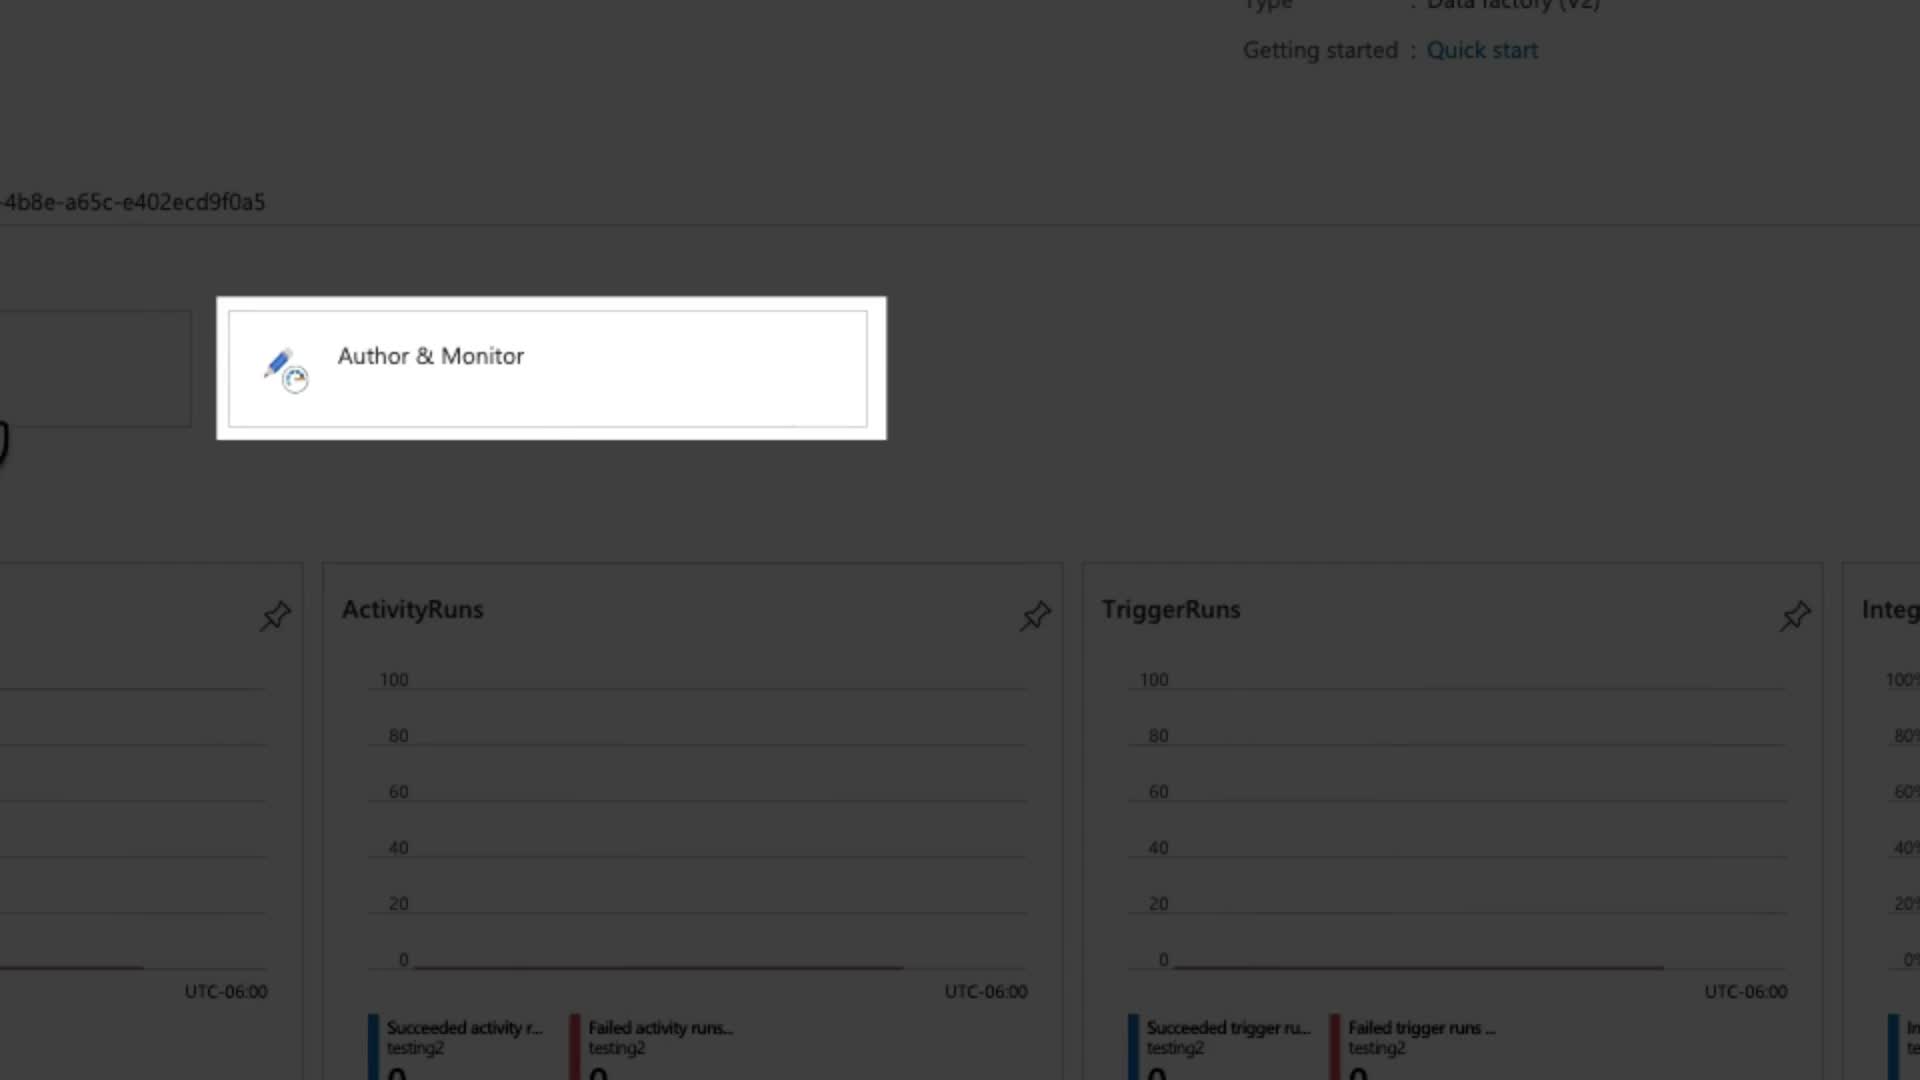 Type : Data factory (V2)
Getting started : Quick start
-4b8e-a65c-e402ecd9f0a5
Author & Monitor
ActivityRuns
100
80
60
40
20
0
UTC-06:00
UTC-06:00
Succeeded activity r...
testing2
0
Failed activity runs...
testing2
0
TriggerRuns
100
80
60
40
20
0
UTC-06:00
Succeeded trigger ru...
testing2
0
Failed trigger runs ...
testing2
0
Integ
100%
80%
60%
40%
20%
0%
In
te